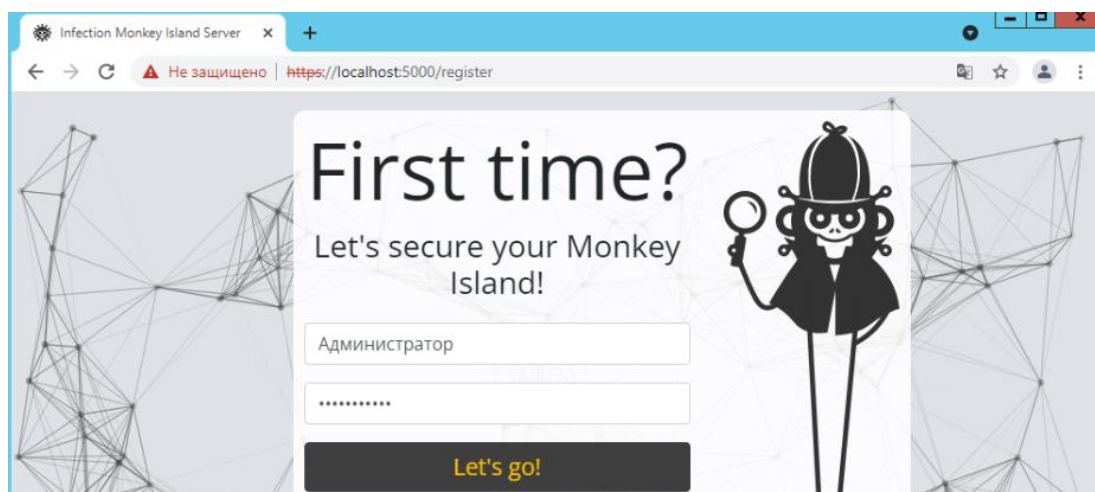 Infection Monkey Island Server
Не защищено | https://localhost:5000/register
First time?
Let's secure your Monkey
Island!
Администратор
•••••••••••
Let's go!